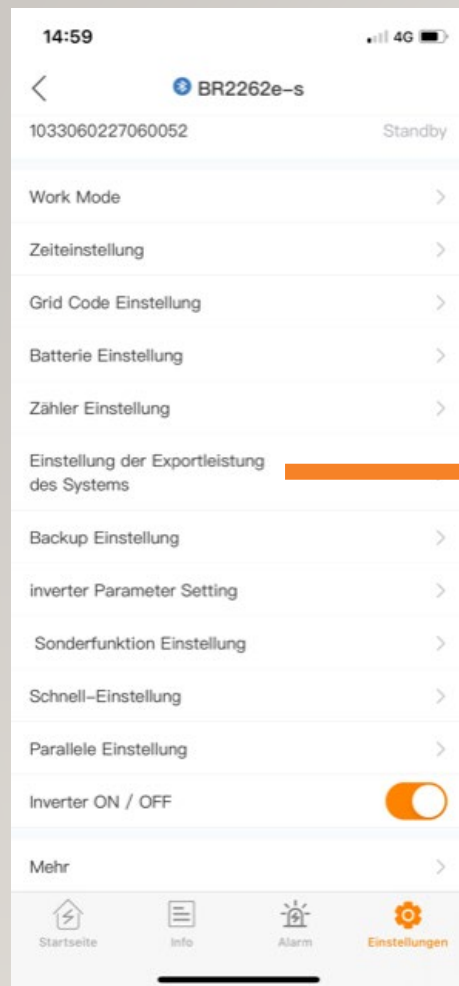 14:59
4G
BR2262e-s
1033060227060052 Standby
Work Mode
Zeiteinstellung
Grid Code Einstellung
Batterie Einstellung
Zähler Einstellung
Einstellung der Exportleistung
des Systems
Backup Einstellung
inverter Parameter Setting
Sonderfunktion Einstellung
Schnell-Einstellung
Parallele Einstellung
Inverter ON / OFF
Mehr
Startseite Info Alarm Einstellungen